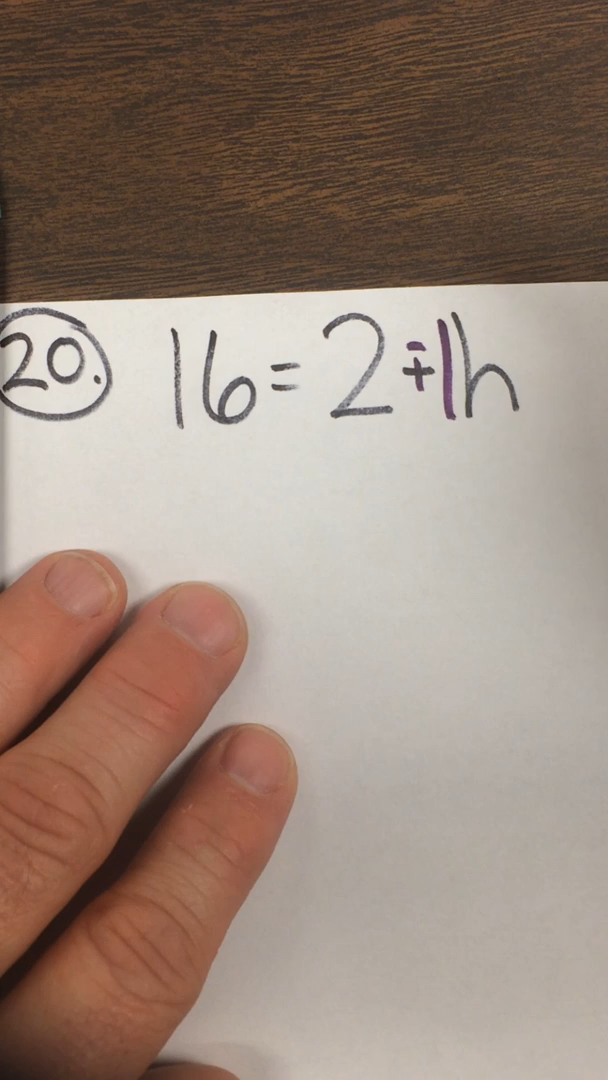 20. 16 = 2 + -1h